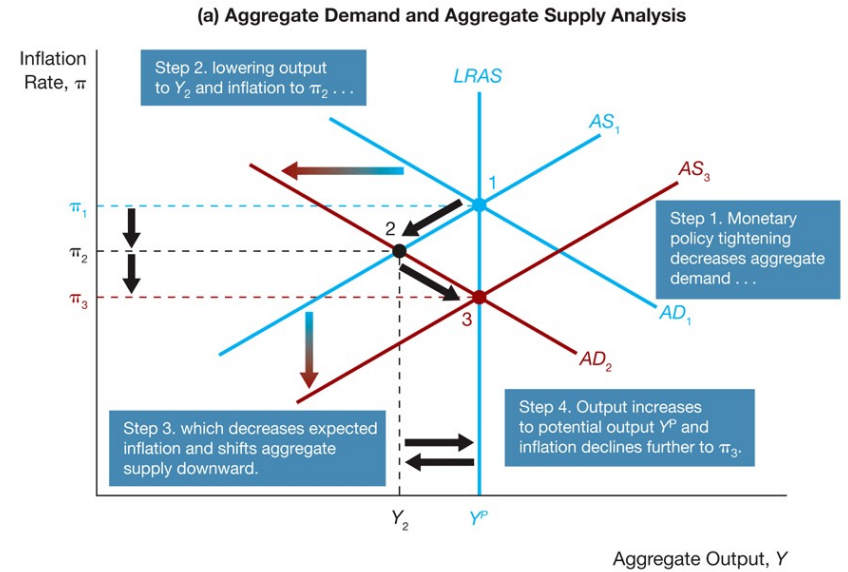 (a) Aggregate Demand and Aggregate Supply Analysis
Inflation
Rate, π
Step 2. lowering output
to Y₂ and inflation to π₂ . . .
LRAS
AS₁
AS₃
1
π₁
Step 1. Monetary
policy tightening
decreases aggregate
demand . . .
2
π₂
π₃
3
AD₁
AD₂
Step 3. which decreases expected
inflation and shifts aggregate
supply downward.
Step 4. Output increases
to potential output Yᴾ and
inflation declines further to π₃.
Y₂
Yᴾ
Aggregate Output, Y